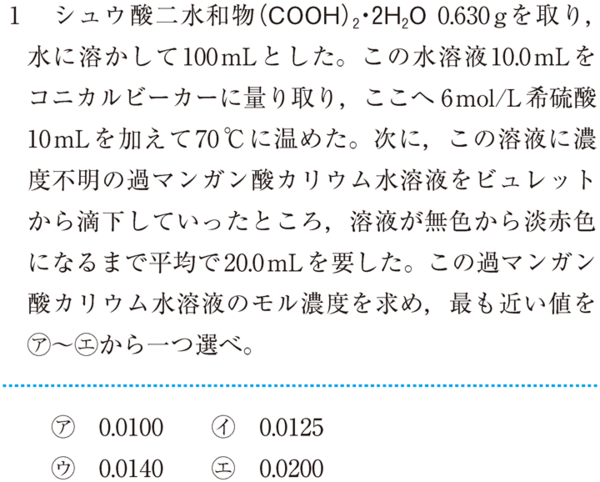 1 シュウ酸二水和物(COOH)₂・2H₂O 0.630gを取り,
水に溶かして100mLとした。この水溶液10.0mLを
コニカルビーカーに量り取り，ここへ6mol/L希硫酸
10mLを加えて70℃に温めた。次に，この溶液に濃
度不明の過マンガン酸カリウム水溶液をビュレット
から滴下していったところ，溶液が無色から淡赤色
になるまで平均で20.0mLを要した。この過マンガン
酸カリウム水溶液のモル濃度を求め，最も近い値を
㋐～㋓から一つ選べ。
㋐ 0.0100 ㋑ 0.0125
㋒ 0.0140 ㋓ 0.0200